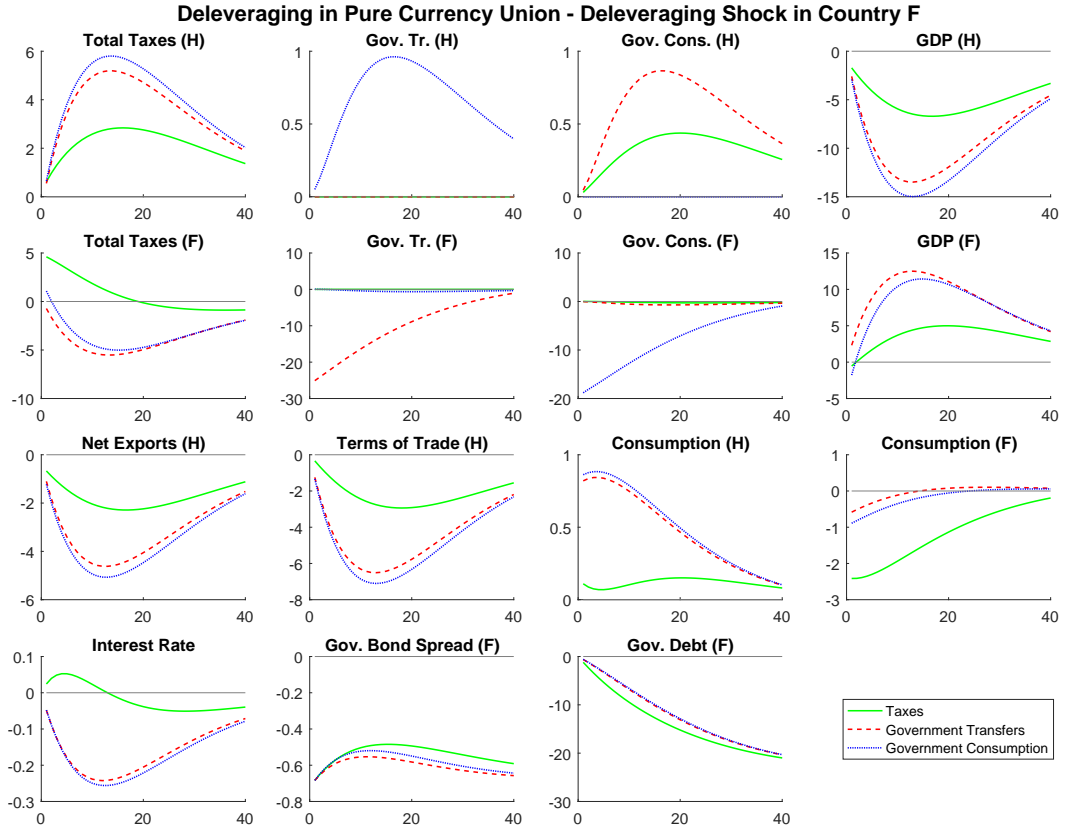 Deleveraging in Pure Currency Union - Deleveraging Shock in Country F
Total Taxes (H)
6
4
2
0
0 20 40
Gov. Tr. (H)
1
0.5
0
0 20 40
Gov. Cons. (H)
1
0.5
0
0 20 40
GDP (H)
0
-5
-10
-15
0 20 40
Total Taxes (F)
5
0
-5
-10
0 20 40
Gov. Tr. (F)
10
0
-10
-20
-30
0 20 40
Gov. Cons. (F)
10
0
-10
-20
0 20 40
GDP (F)
15
10
5
0
-5
0 20 40
Net Exports (H)
0
-2
-4
-6
0 20 40
Terms of Trade (H)
0
-2
-4
-6
-8
0 20 40
Consumption (H)
1
0.5
0
0 20 40
Consumption (F)
1
0
-1
-2
-3
0 20 40
Interest Rate
0.1
0
-0.1
-0.2
-0.3
0 20 40
Gov. Bond Spread (F)
0
-0.2
-0.4
-0.6
-0.8
0 20 40
Gov. Debt (F)
0
-10
-20
-30
0 20 40
Taxes
Government Transfers
Government Consumption